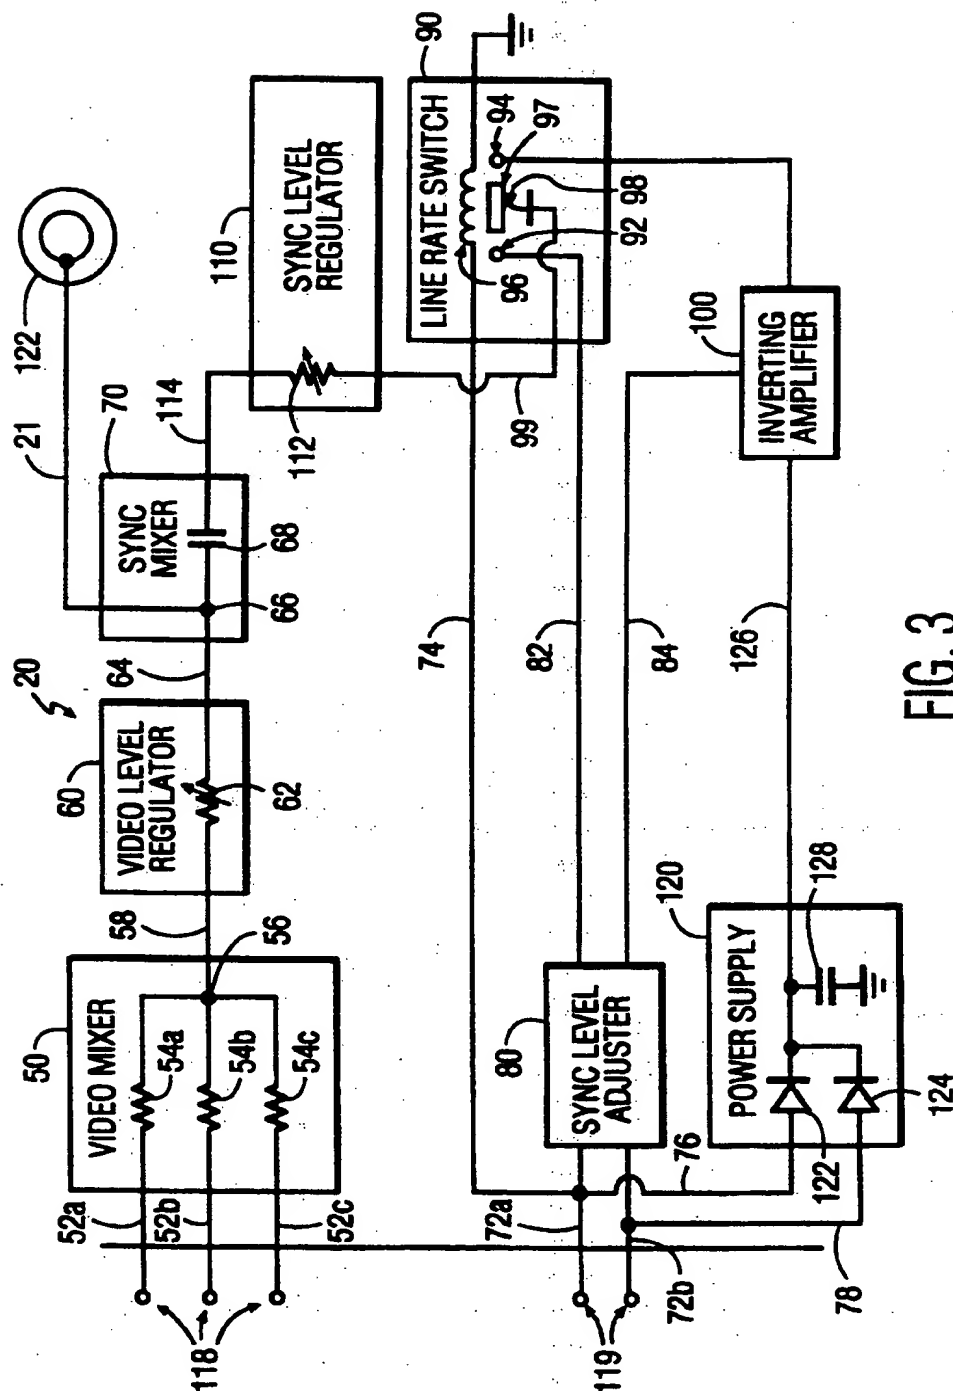 118
52a
52b
52c
50
VIDEO MIXER
54a
54b
54c
56
58
60
VIDEO LEVEL
REGULATOR
62
20
64
66
70
SYNC
MIXER
68
21
114
122
110
SYNC LEVEL
REGULATOR
112
99
90
LINE RATE SWITCH
96
92
98
94
97
119
72a
72b
74
76
78
80
SYNC LEVEL
ADJUSTER
82
84
100
INVERTING
AMPLIFIER
126
120
POWER SUPPLY
122
124
128
FIG. 3